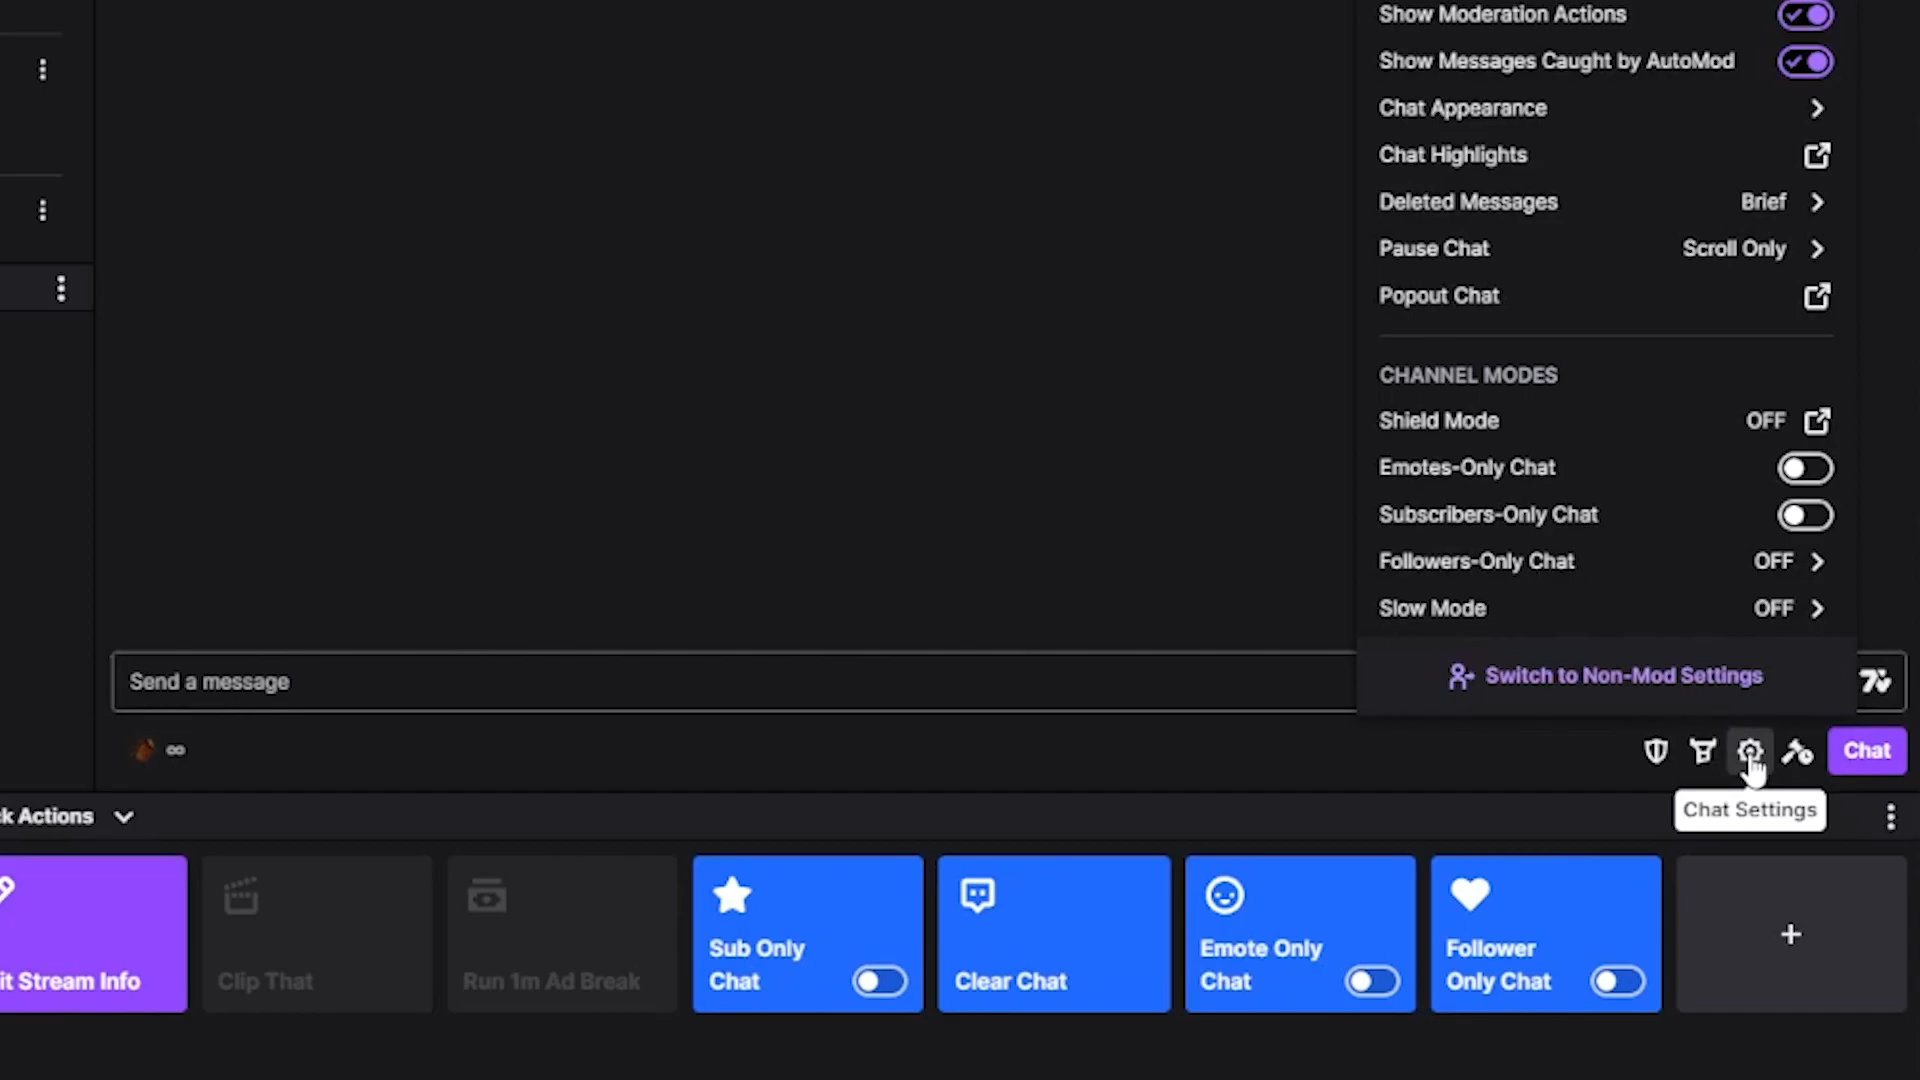 Show Moderation Actions
Show Messages Caught by AutoMod
Chat Appearance
Chat Highlights
Deleted Messages Brief
Pause Chat Scroll Only
Popout Chat
CHANNEL MODES
Shield Mode OFF
Emotes-Only Chat
Subscribers-Only Chat
Followers-Only Chat OFF
Slow Mode OFF
Switch to Non-Mod Settings
Send a message
∞
Chat
Chat Settings
ck Actions
it Stream Info
Clip That
Run 1m Ad Break
Sub Only
Chat
Clear Chat
Emote Only
Chat
Follower
Only Chat
+